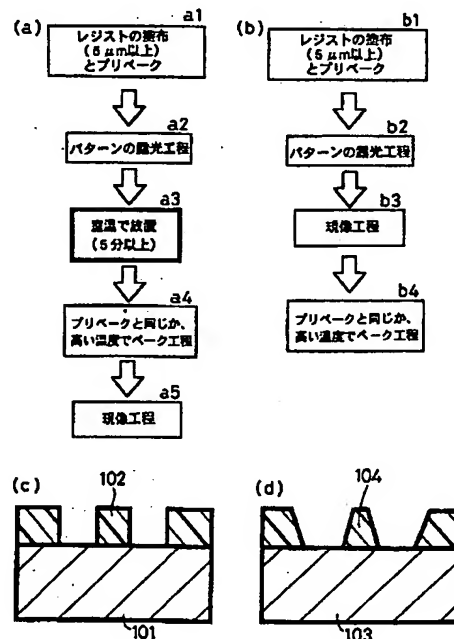 (a)
a1
レジストの塗布
(5μm以上)
とプリベーク
a2
パターンの露光工程
a3
室温で放置
(5分以上)
a4
プリベークと同じか、
高い温度でベーク工程
a5
現像工程
(b)
b1
レジストの塗布
(5μm以上)
とプリベーク
b2
パターンの露光工程
b3
現像工程
b4
プリベークと同じか、
高い温度でベーク工程
(c)
102
101
(d)
104
103